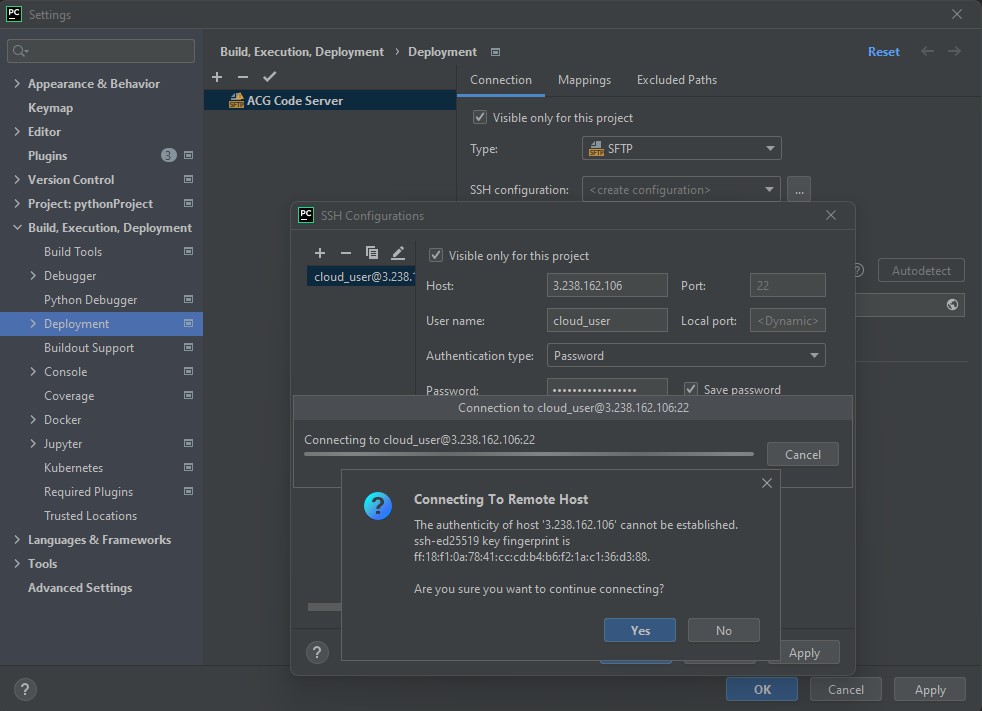 PC Settings
Build, Execution, Deployment › Deployment
Reset
Appearance & Behavior
Keymap
Editor
Plugins 3
Version Control
Project: pythonProject
Build, Execution, Deployment
Build Tools
Debugger
Python Debugger
Deployment
Buildout Support
Console
Coverage
Docker
Jupyter
Kubernetes
Required Plugins
Trusted Locations
Languages & Frameworks
Tools
Advanced Settings
SFTP ACG Code Server
Connection Mappings Excluded Paths
Visible only for this project
Type: SFTP SFTP
SSH configuration: <create configuration> ...
Autodetect
PC SSH Configurations
cloud_user@3.238.1
Visible only for this project
Host: 3.238.162.106 Port: 22
User name: cloud_user Local port: <Dynamic>
Authentication type: Password
Password: ••••••••••••••••• Save password
Connection to cloud_user@3.238.162.106:22
Connecting to cloud_user@3.238.162.106:22
Cancel
? Connecting To Remote Host
The authenticity of host '3.238.162.106' cannot be established.
ssh-ed25519 key fingerprint is
ff:18:f1:0a:78:41:cc:cd:b4:b6:f2:1a:c1:36:d3:88.
Are you sure you want to continue connecting?
Yes No
? Apply
? OK Cancel Apply